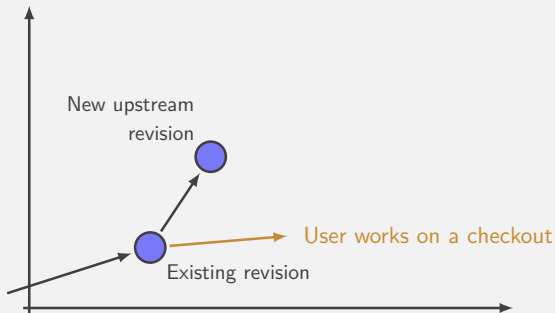 New upstream
revision
User works on a checkout
Existing revision